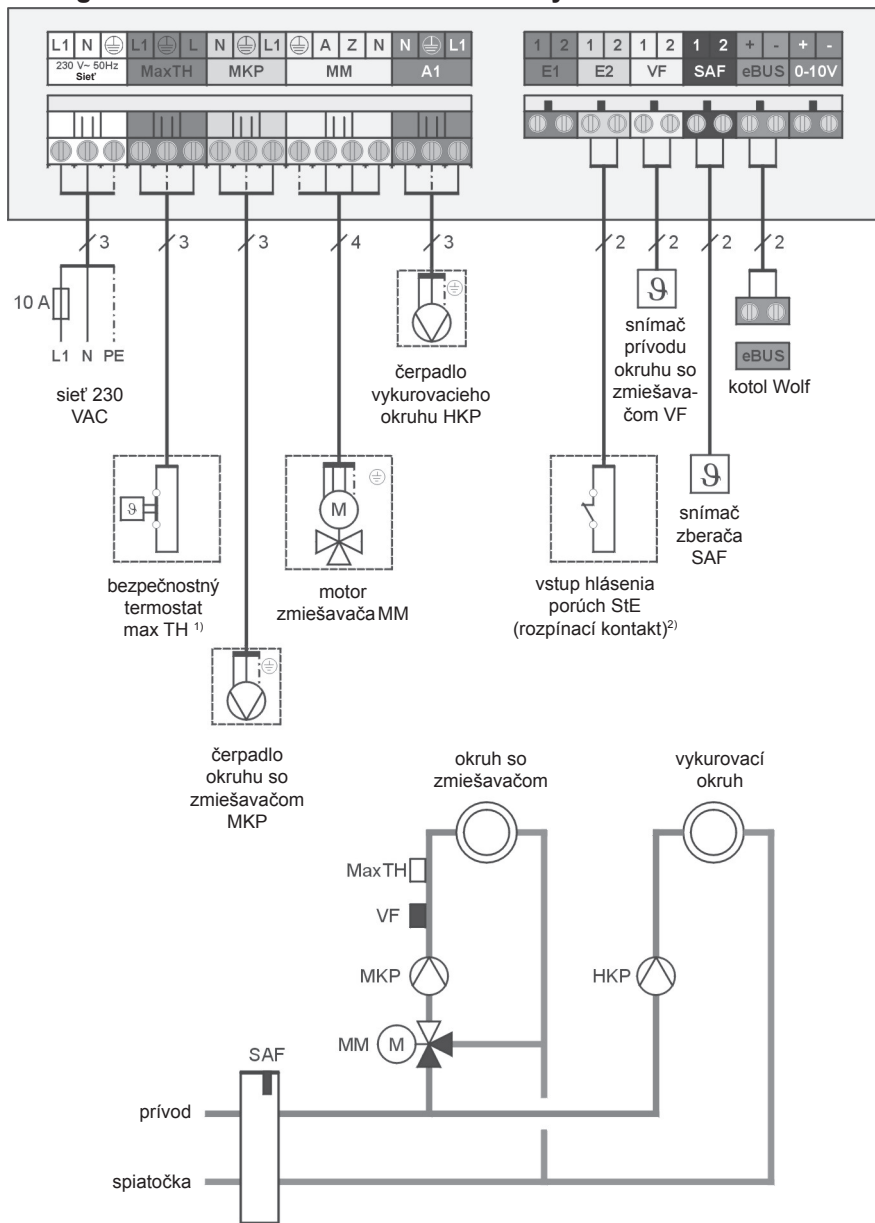 L1 N L1 L N L1 A Z N N L1
230 V~ 50Hz
Sieť
MaxTH MKP MM A1
1 2 1 2 1 2 1 2 + - + -
E1 E2 VF SAF eBUS 0-10V
3 3 3 4 3 2 2 2 2
10 A
L1 N PE
sieť 230
VAC
čerpadlo
vykurovacieho
okruhu HKP
ϑ
snímač
prívodu
okruhu so
zmiešava-
čom VF
eBUS
kotol Wolf
ϑ
bezpečnostný
termostat
max TH 1)
M
motor
zmiešavača MM
vstup hlásenia
porúch StE
(rozpínací kontakt)2)
ϑ
snímač
zberača
SAF
čerpadlo
okruhu so
zmiešavačom
MKP
okruh so
zmiešavačom
vykurovací
okruh
MaxTH
VF
MKP
HKP
MM M
SAF
prívod
spiatočka